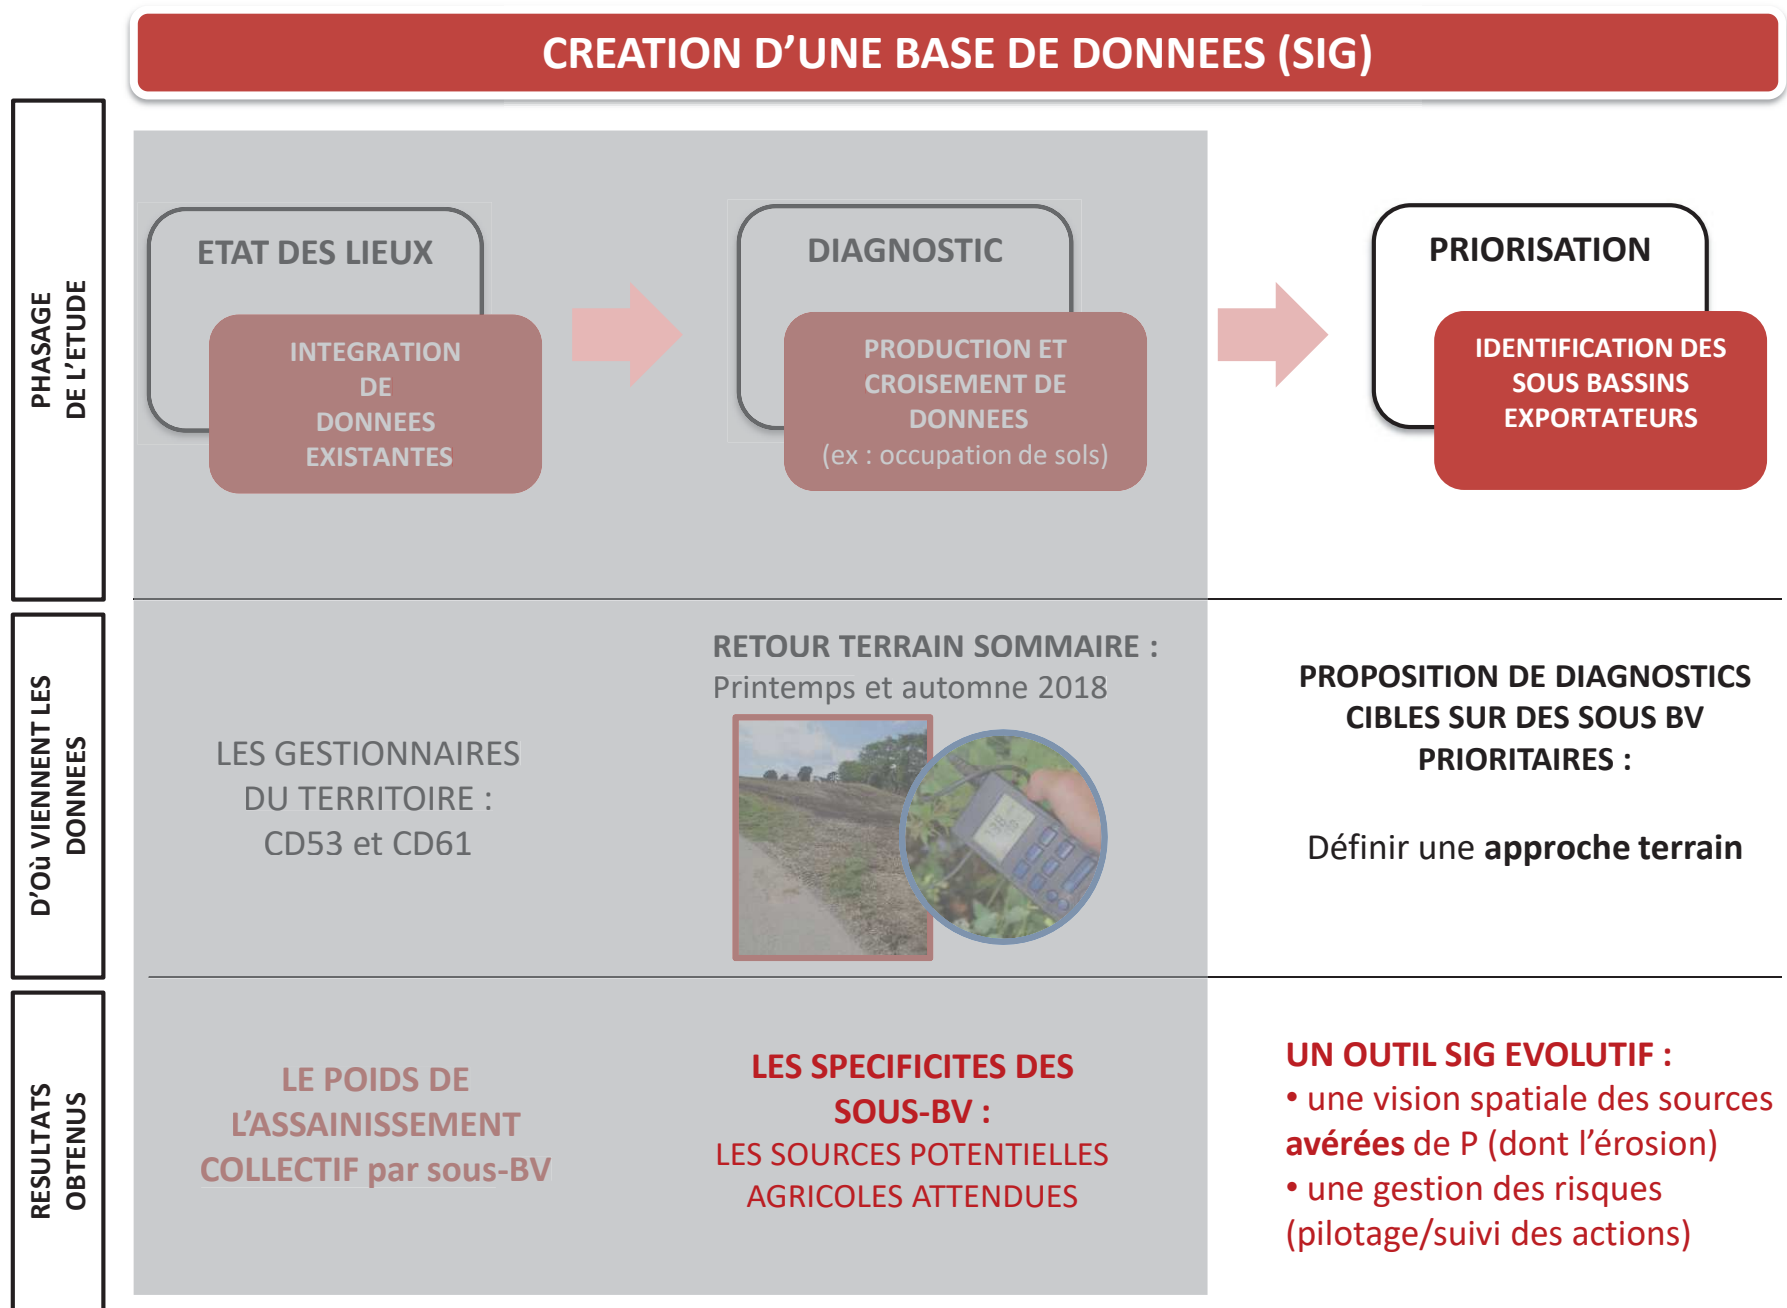 CREATION D'UNE BASE DE DONNEES (SIG)
PHASAGE
DE L'ETUDE
ETAT DES LIEUX
INTEGRATION
DE
DONNEES
EXISTANTES
DIAGNOSTIC
PRODUCTION ET
CROISEMENT DE
DONNEES
(ex : occupation de sols)
PRIORISATION
IDENTIFICATION DES
SOUS BASSINS
EXPORTATEURS
D'Où VIENNENT LES
DONNEES
LES GESTIONNAIRES
DU TERRITOIRE :
CD53 et CD61
RETOUR TERRAIN SOMMAIRE :
Printemps et automne 2018
PROPOSITION DE DIAGNOSTICS
CIBLES SUR DES SOUS BV
PRIORITAIRES :
Définir une approche terrain
RESULTATS
OBTENUS
LE POIDS DE
L'ASSAINISSEMENT
COLLECTIF par sous-BV
LES SPECIFICITES DES
SOUS-BV :
LES SOURCES POTENTIELLES
AGRICOLES ATTENDUES
UN OUTIL SIG EVOLUTIF :
• une vision spatiale des sources
avérées de P (dont l'érosion)
• une gestion des risques
(pilotage/suivi des actions)